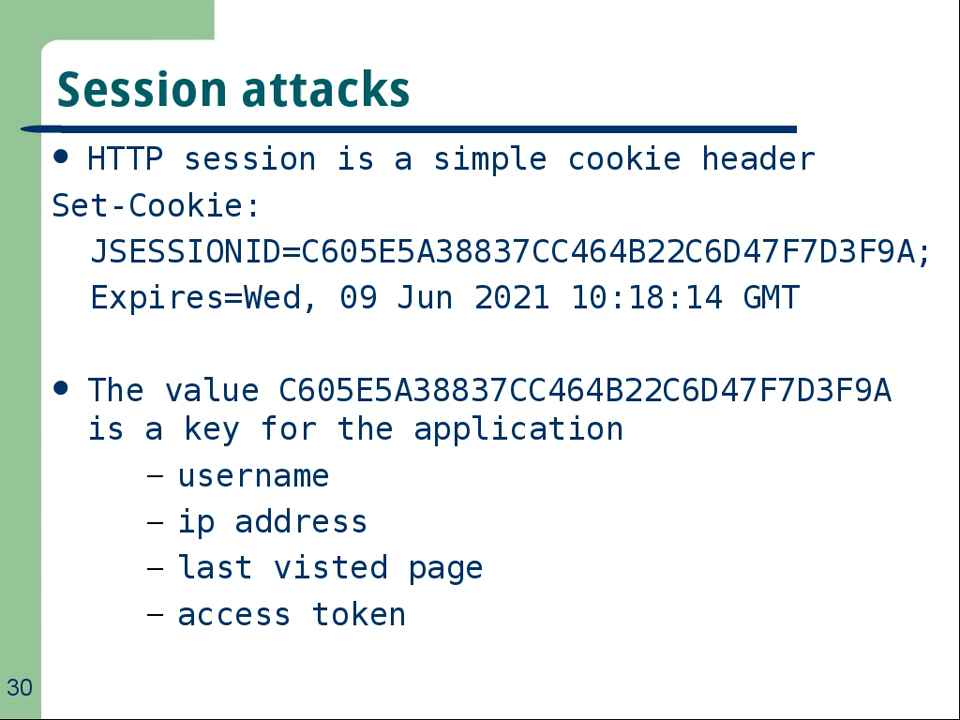 Session attacks
● HTTP session is a simple cookie header
Set-Cookie:
JSESSIONID=C605E5A38837CC464B22C6D47F7D3F9A;
Expires=Wed, 09 Jun 2021 10:18:14 GMT
● The value C605E5A38837CC464B22C6D47F7D3F9A
is a key for the application
– username
– ip address
– last visted page
– access token
30